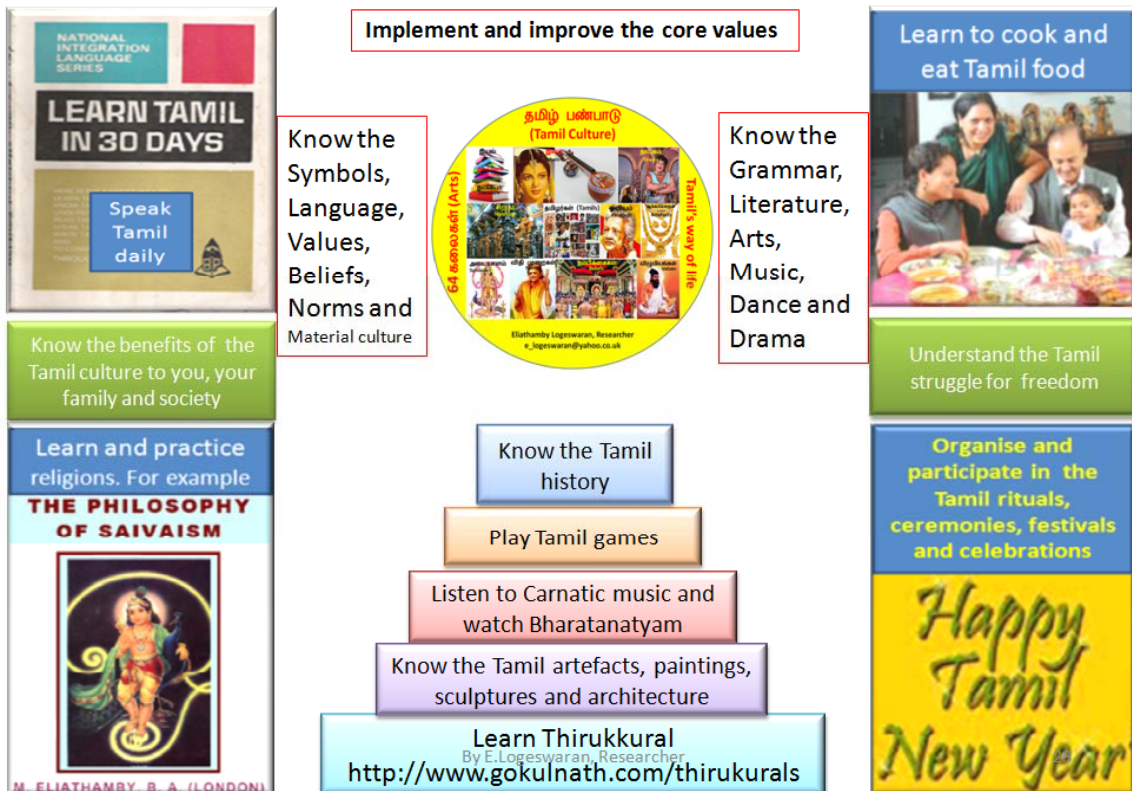 Implement and improve the core values
NATIONAL
INTEGRATION
LANGUAGE
SERIES
LEARN TAMIL
IN 30 DAYS
Speak
Tamil
daily
Know the
Symbols,
Language,
Values,
Beliefs,
Norms and
Material culture
தமிழ் பண்பாடு
(Tamil Culture)
64 கலைகள் (Arts)
Tamil's way of life
Eliathamby Logeswaran, Researcher
e_logeswaran@yahoo.co.uk
Know the
Grammar,
Literature,
Arts,
Music,
Dance and
Drama
Learn to cook and
eat Tamil food
Know the benefits of the
Tamil culture to you, your
family and society
Understand the Tamil
struggle for freedom
Learn and practice
religions. For example
THE PHILOSOPHY
OF SAIVAISM
M. ELIATHAMBY, B. A. (LONDON)
Know the Tamil
history
Play Tamil games
Listen to Carnatic music and
watch Bharatanatyam
Know the Tamil artefacts, paintings,
sculptures and architecture
Learn Thirukkural
By E.Logeswaran, Researcher
http://www.gokulnath.com/thirukurals
Organise and
participate in the
Tamil rituals,
ceremonies, festivals
and celebrations
Happy
Tamil
New Year